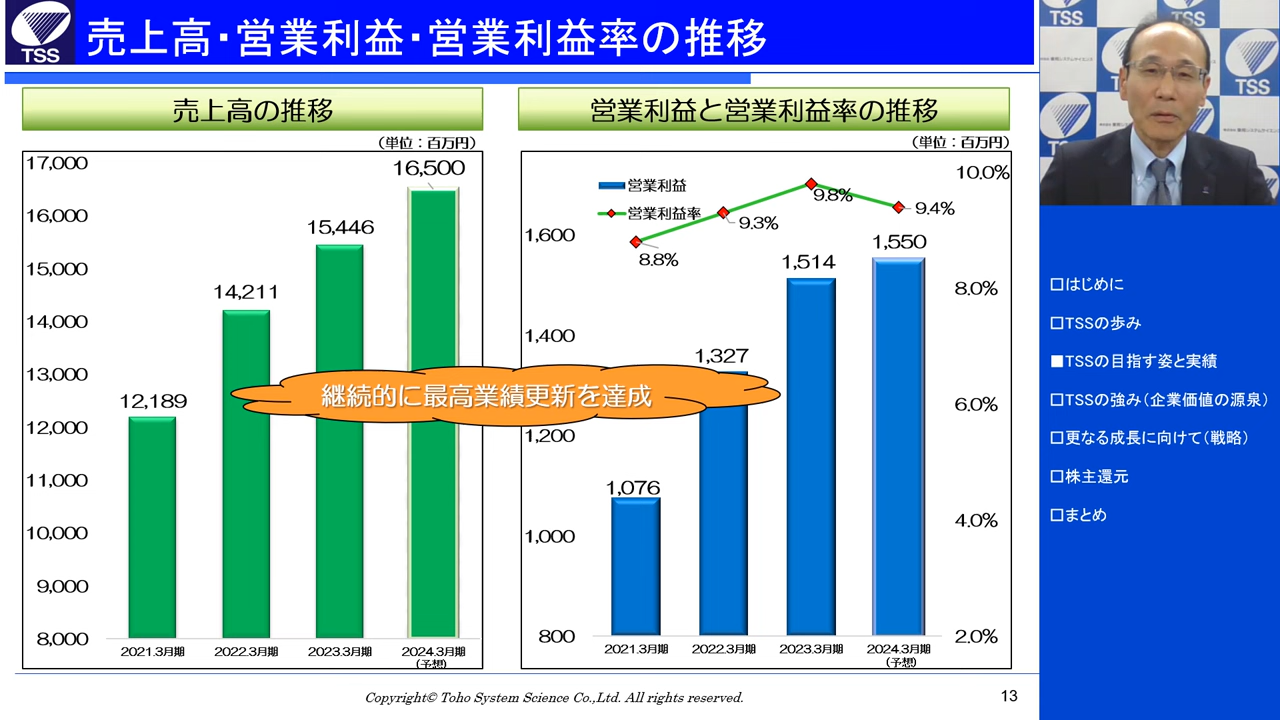 TSS
売上高・営業利益・営業利益率の推移
売上高の推移
(単位：百万円)
17,000
16,000
15,000
14,000
13,000
12,000
11,000
10,000
9,000
8,000
12,189
14,211
15,446
16,500
2021.3月期
2022.3月期
2023.3月期
2024.3月期
(予想)
営業利益と営業利益率の推移
(単位：百万円)
営業利益
営業利益率
1,600
1,400
1,200
1,000
800
10.0%
8.0%
6.0%
4.0%
2.0%
8.8%
9.3%
9.8%
9.4%
1,076
1,327
1,514
1,550
2021.3月期
2022.3月期
2023.3月期
2024.3月期
(予想)
継続的に最高業績更新を達成
Copyright© Toho System Science Co.,Ltd. All rights reserved.
13
TSS
TSS
TSS
□はじめに
□TSSの歩み
■TSSの目指す姿と実績
□TSSの強み（企業価値の源泉）
□更なる成長に向けて（戦略）
□株主還元
□まとめ